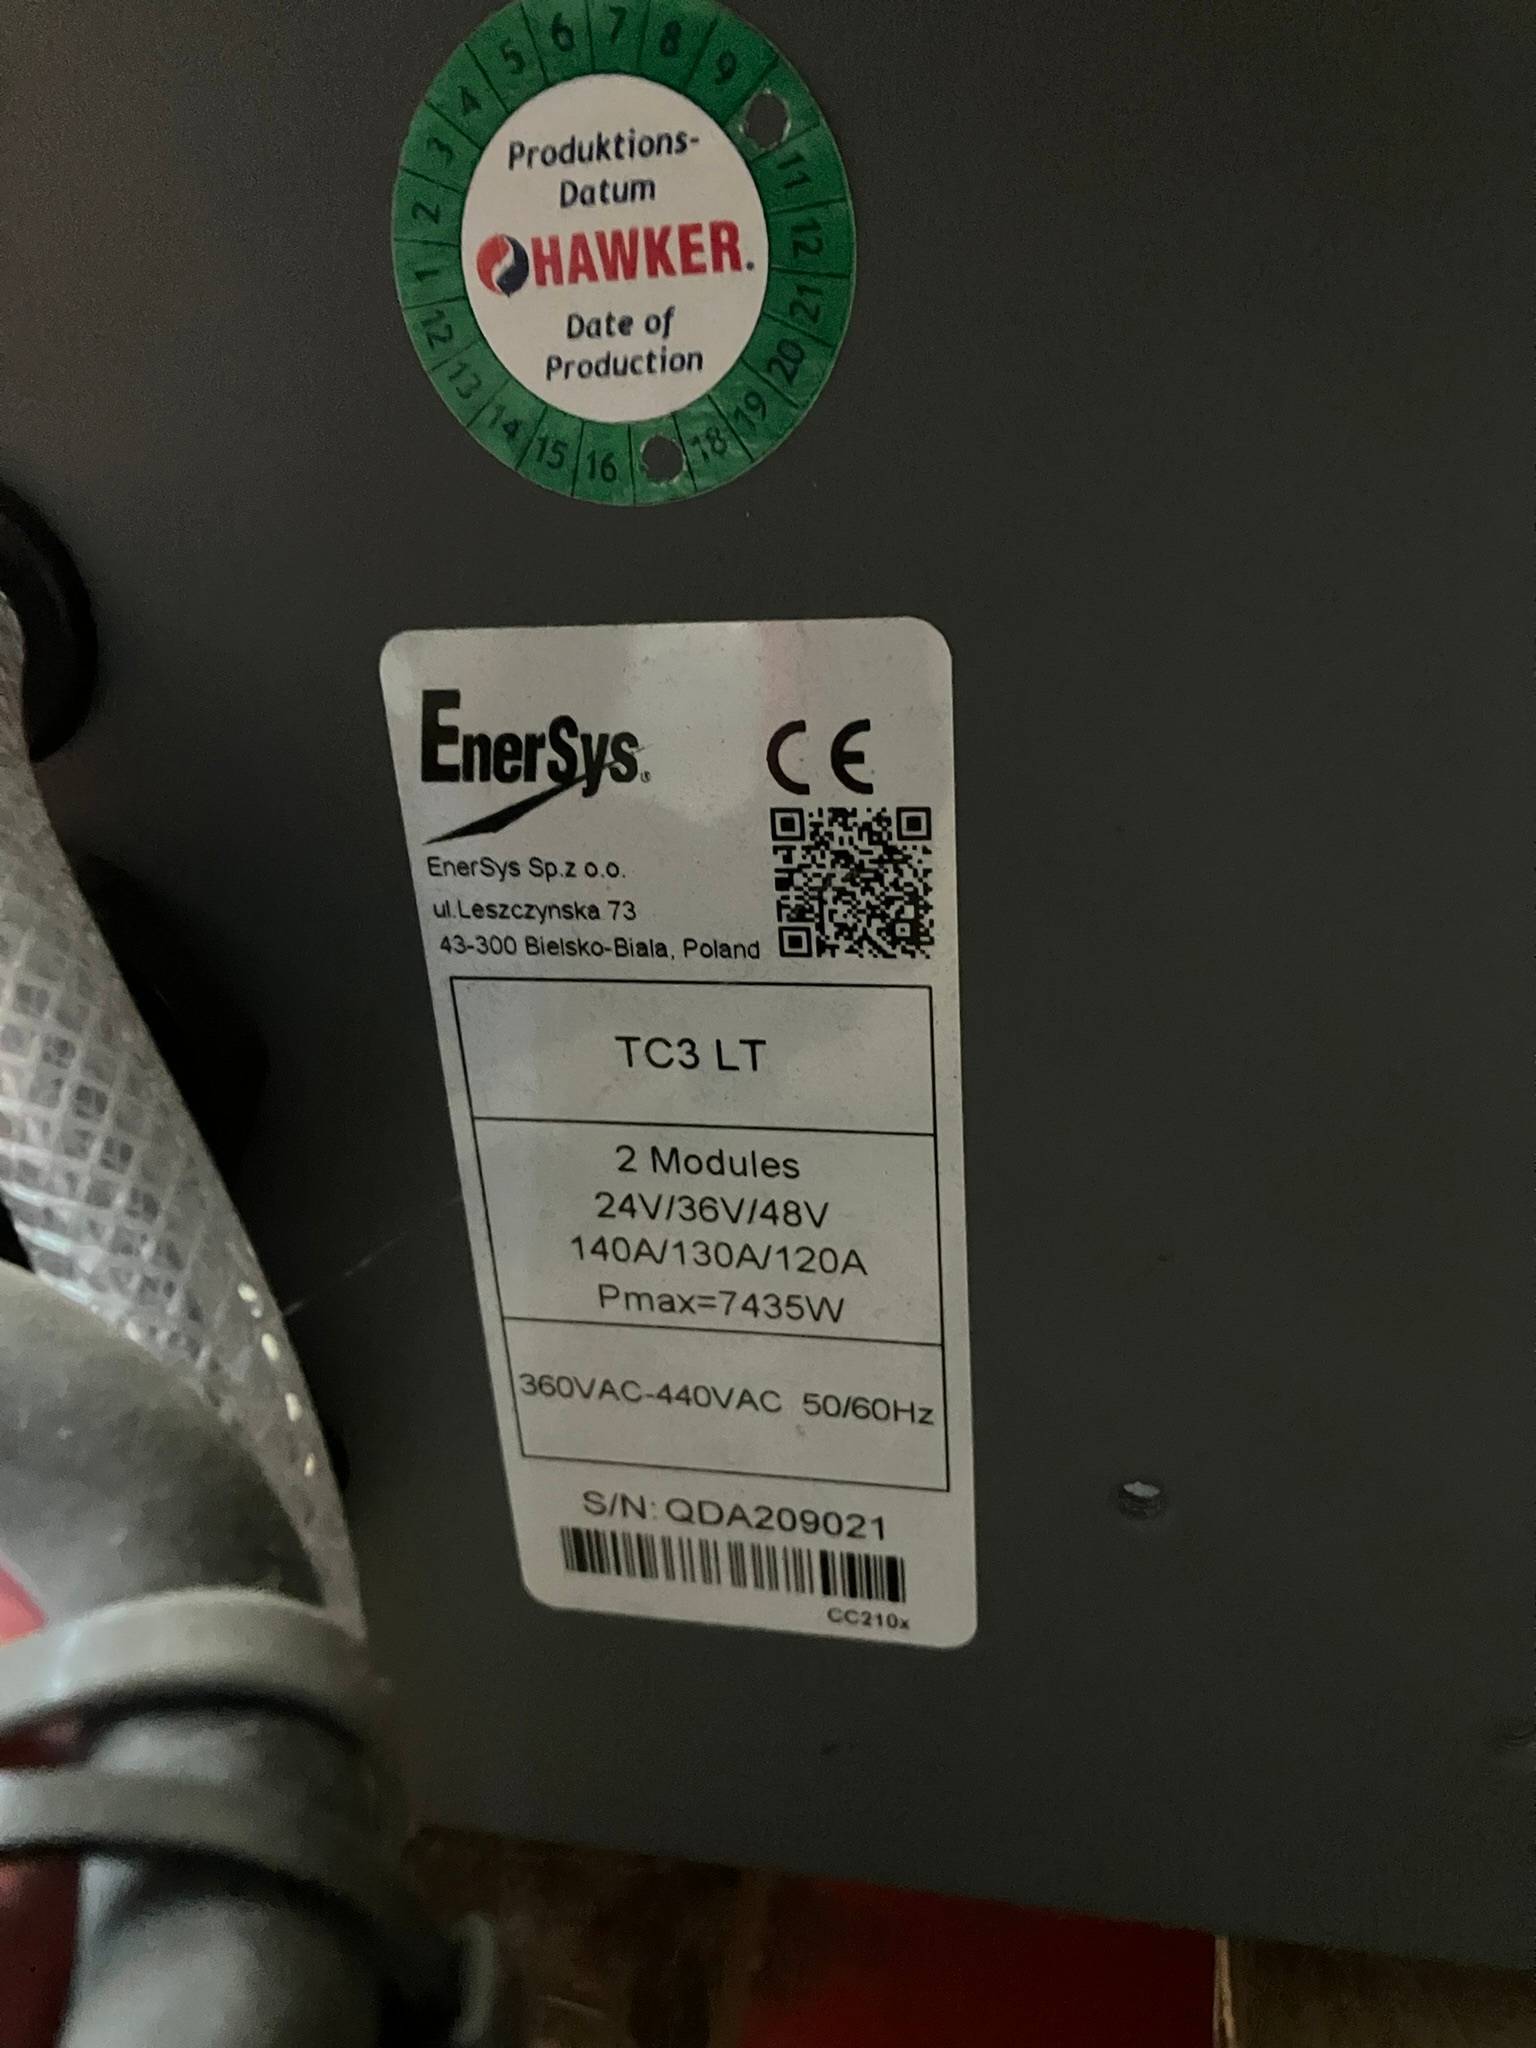 1 2 3 4 5 6 7 8 9 11 12
Produktions-
Datum
HAWKER.
Date of
Production
12 13 14 15 16 18 19 20 21
EnerSys®
CE
EnerSys Sp.z o.o.
ul.Leszczynska 73
43-300 Bielsko-Biala, Poland
TC3 LT
2 Modules
24V/36V/48V
140A/130A/120A
Pmax=7435W
360VAC-440VAC 50/60Hz
S/N: QDA209021
CC210x